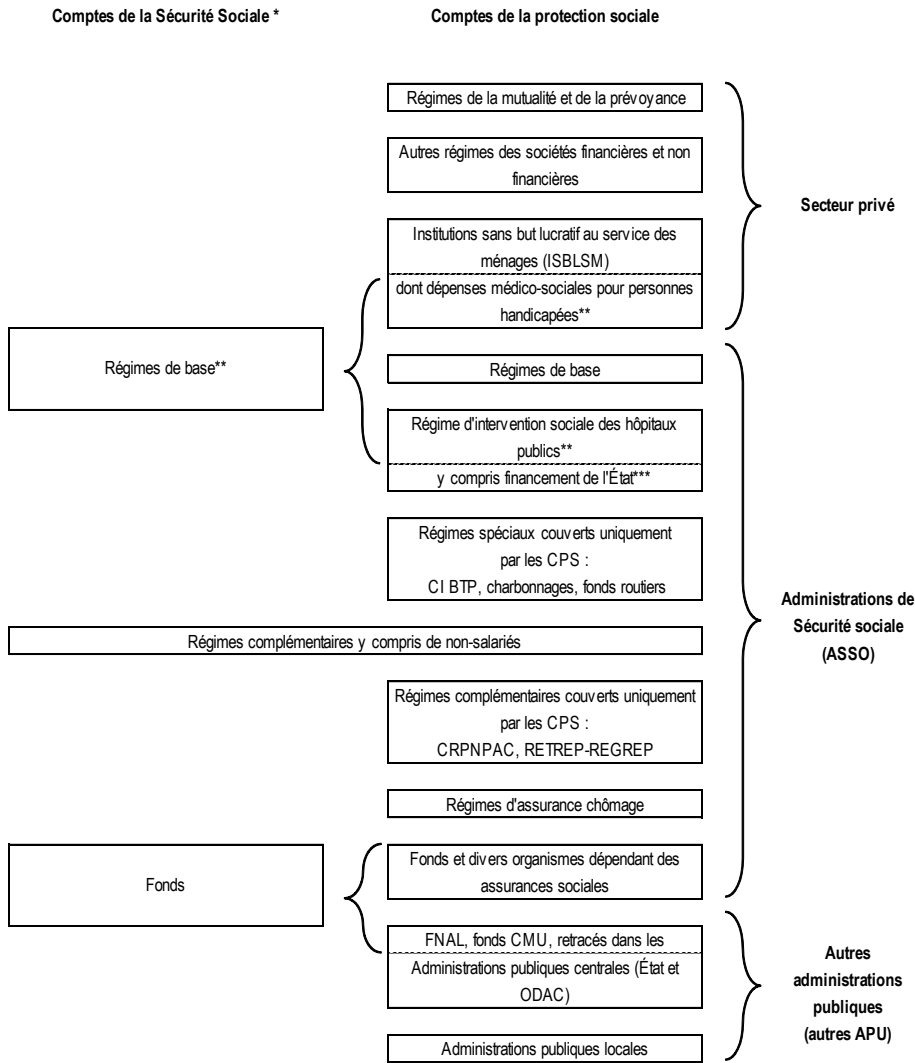 Comptes de la Sécurité Sociale *
Comptes de la protection sociale
Régimes de la mutualité et de la prévoyance
Autres régimes des sociétés financières et non
financières
Secteur privé
Institutions sans but lucratif au service des
ménages (ISBLSM)
dont dépenses médico-sociales pour personnes
handicapées**
Régimes de base**
Régimes de base
Régime d'intervention sociale des hôpitaux
publics**
y compris financement de l'État***
Régimes spéciaux couverts uniquement
par les CPS :
CI BTP, charbonnages, fonds routiers
Administrations de
Sécurité sociale
(ASSO)
Régimes complémentaires y compris de non-salariés
Régimes complémentaires couverts uniquement
par les CPS :
CRPNPAC, RETREP-REGREP
Régimes d'assurance chômage
Fonds
Fonds et divers organismes dépendant des
assurances sociales
FNAL, fonds CMU, retracés dans les
Administrations publiques centrales (État et
ODAC)
Autres
administrations
publiques
(autres APU)
Administrations publiques locales